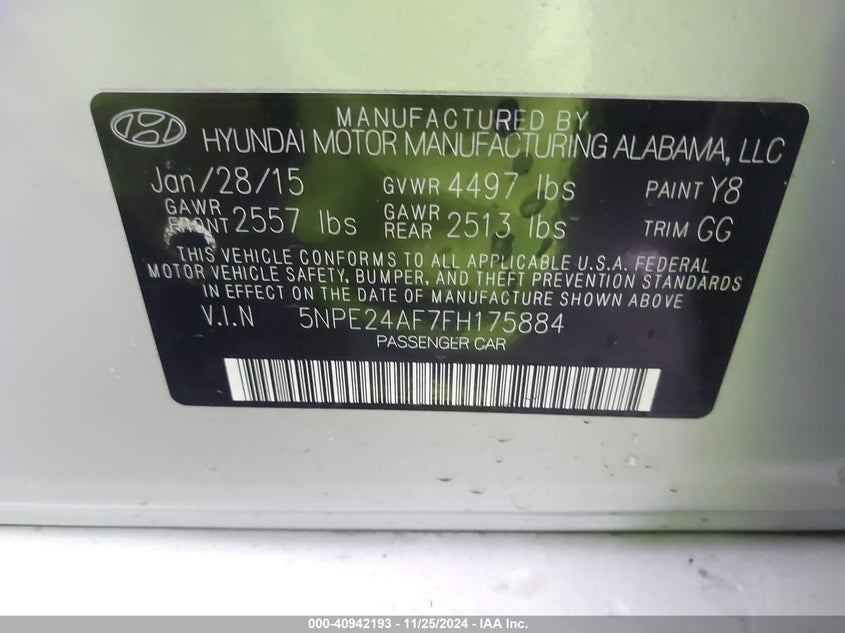 MANUFACTURED BY
HYUNDAI MOTOR MANUFACTURING ALABAMA, LLC
Jan/28/15 GVWR 4497 lbs PAINT Y8
GAWR FRONT 2557 lbs GAWR REAR 2513 lbs TRIM GG
THIS VEHICLE CONFORMS TO ALL APPLICABLE U.S.A. FEDERAL
MOTOR VEHICLE SAFETY, BUMPER, AND THEFT PREVENTION STANDARDS
IN EFFECT ON THE DATE OF MANUFACTURE SHOWN ABOVE
V.I.N 5NPE24AF7FH175884
PASSENGER CAR
000-40942193 - 11/25/2024 - IAA Inc.